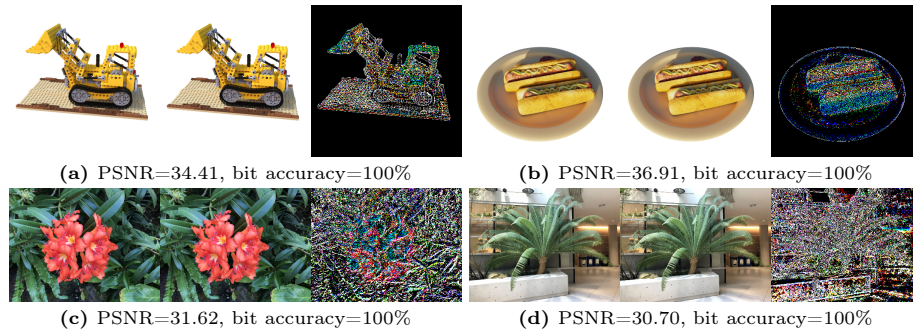 (a) PSNR=34.41, bit accuracy=100%
(b) PSNR=36.91, bit accuracy=100%
(c) PSNR=31.62, bit accuracy=100%
(d) PSNR=30.70, bit accuracy=100%